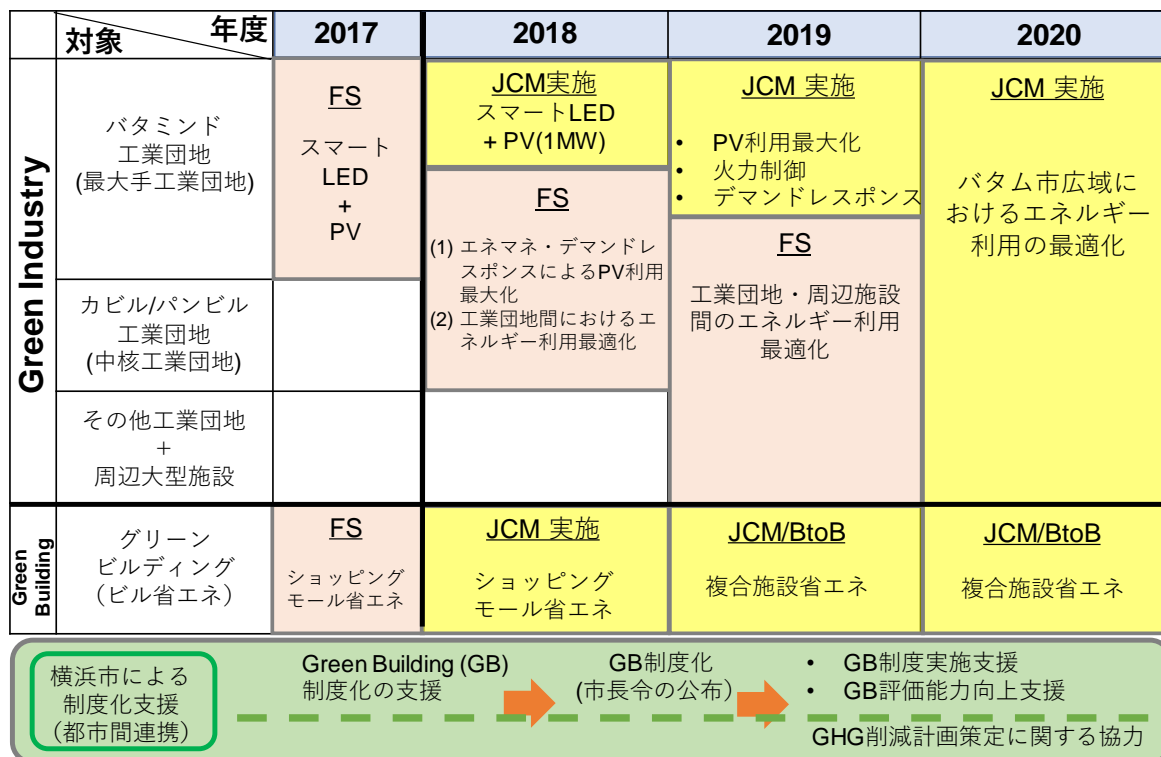 年度
対象
2017
2018
2019
2020
Green Industry
バタミンド
工業団地
(最大手工業団地)
FS
スマート
LED
+
PV
JCM実施
スマートLED
+ PV(1MW)
FS
(1) エネマネ・デマンドレ
スポンスによるPV利用
最大化
(2) 工業団地間におけるエ
ネルギー利用最適化
JCM 実施
• PV利用最大化
• 火力制御
• デマンドレスポンス
FS
工業団地・周辺施設
間のエネルギー利用
最適化
JCM 実施
バタム市広域に
おけるエネルギー
利用の最適化
カビル/パンビル
工業団地
(中核工業団地)
その他工業団地
+
周辺大型施設
Green
Building
グリーン
ビルディング
（ビル省エネ）
FS
ショッピング
モール省エネ
JCM 実施
ショッピング
モール省エネ
JCM/BtoB
複合施設省エネ
JCM/BtoB
複合施設省エネ
横浜市による
制度化支援
（都市間連携）
Green Building (GB)
制度化の支援
GB制度化
(市長令の公布)
• GB制度実施支援
• GB評価能力向上支援
GHG削減計画策定に関する協力